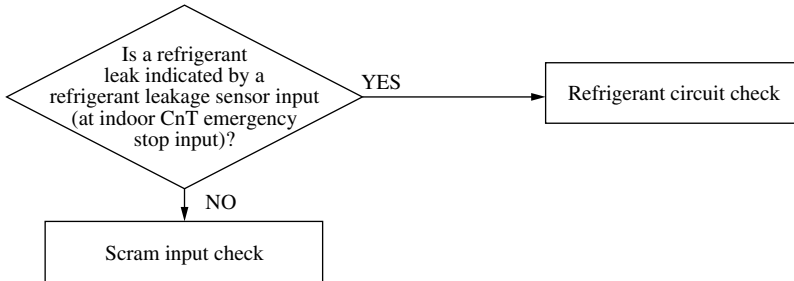 Is a refrigerant
leak indicated by a
refrigerant leakage sensor input
(at indoor CnT emergency
stop input)?
YES
Refrigerant circuit check
NO
Scram input check